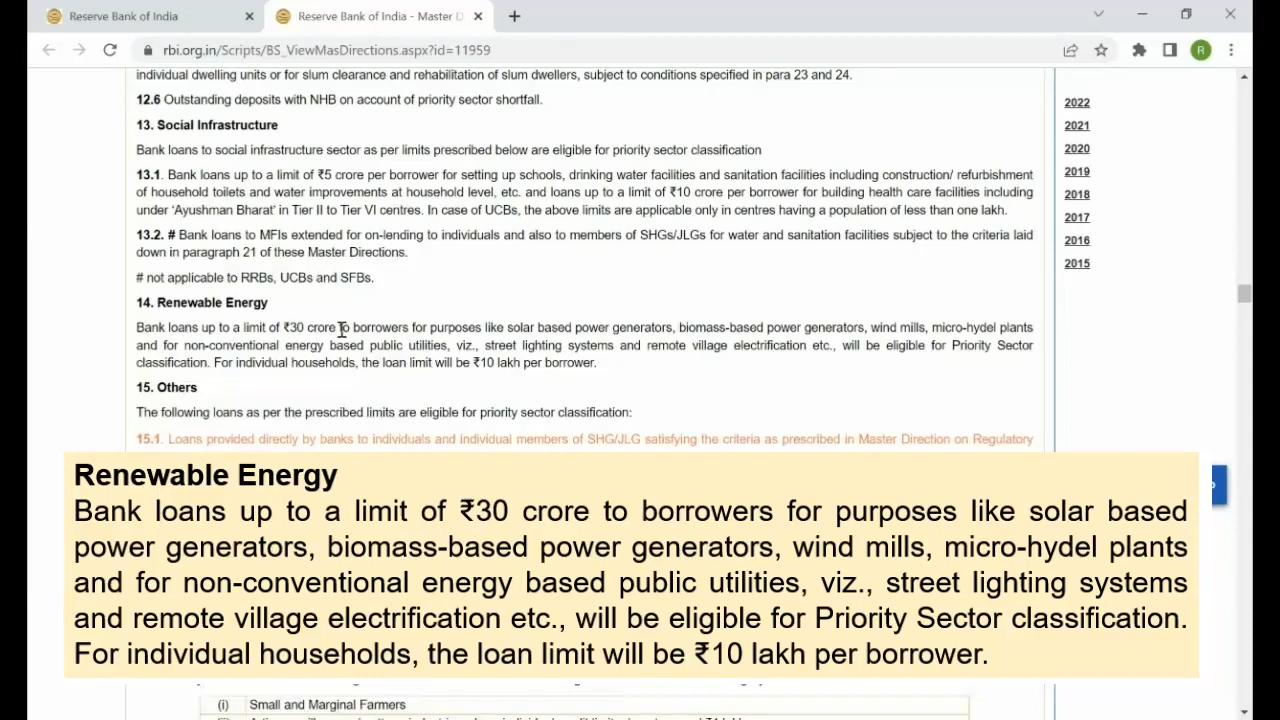 Reserve Bank of India
Reserve Bank of India - Master D
rbi.org.in/Scripts/BS_ViewMasDirections.aspx?id=11959
R
individual dwelling units or for slum clearance and rehabilitation of slum dwellers, subject to conditions specified in para 23 and 24.
12.6 Outstanding deposits with NHB on account of priority sector shortfall.
13. Social Infrastructure
Bank loans to social infrastructure sector as per limits prescribed below are eligible for priority sector classification
13.1. Bank loans up to a limit of ₹5 crore per borrower for setting up schools, drinking water facilities and sanitation facilities including construction/ refurbishment
of household toilets and water improvements at household level, etc. and loans up to a limit of ₹10 crore per borrower for building health care facilities including
under ‘Ayushman Bharat’ in Tier II to Tier VI centres. In case of UCBs, the above limits are applicable only in centres having a population of less than one lakh.
13.2. # Bank loans to MFIs extended for on-lending to individuals and also to members of SHGs/JLGs for water and sanitation facilities subject to the criteria laid
down in paragraph 21 of these Master Directions.
# not applicable to RRBs, UCBs and SFBs.
14. Renewable Energy
Bank loans up to a limit of ₹30 crore to borrowers for purposes like solar based power generators, biomass-based power generators, wind mills, micro-hydel plants
and for non-conventional energy based public utilities, viz., street lighting systems and remote village electrification etc., will be eligible for Priority Sector
classification. For individual households, the loan limit will be ₹10 lakh per borrower.
15. Others
The following loans as per the prescribed limits are eligible for priority sector classification:
15.1. Loans provided directly by banks to individuals and individual members of SHG/JLG satisfying the criteria as prescribed in Master Direction on Regulatory
2022
2021
2020
2019
2018
2017
2016
2015
Renewable Energy
Bank loans up to a limit of ₹30 crore to borrowers for purposes like solar based
power generators, biomass-based power generators, wind mills, micro-hydel plants
and for non-conventional energy based public utilities, viz., street lighting systems
and remote village electrification etc., will be eligible for Priority Sector classification.
For individual households, the loan limit will be ₹10 lakh per borrower.
(i) Small and Marginal Farmers